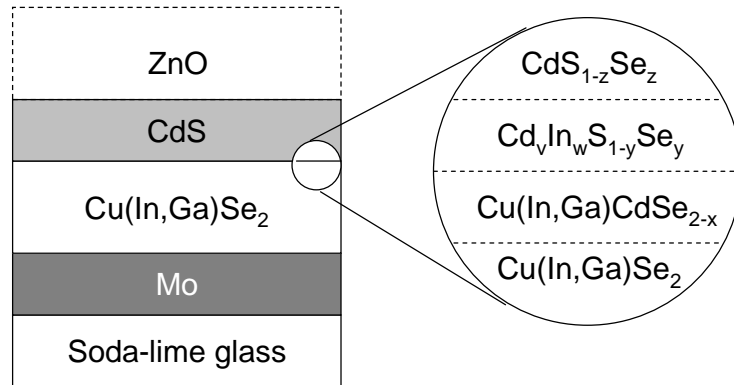 ZnO
CdS
Cu(In,Ga)Se₂
Mo
Soda-lime glass
CdS₁₋zSez
CdᵥInwS₁₋ySey
Cu(In,Ga)CdSe₂₋ₓ
Cu(In,Ga)Se₂